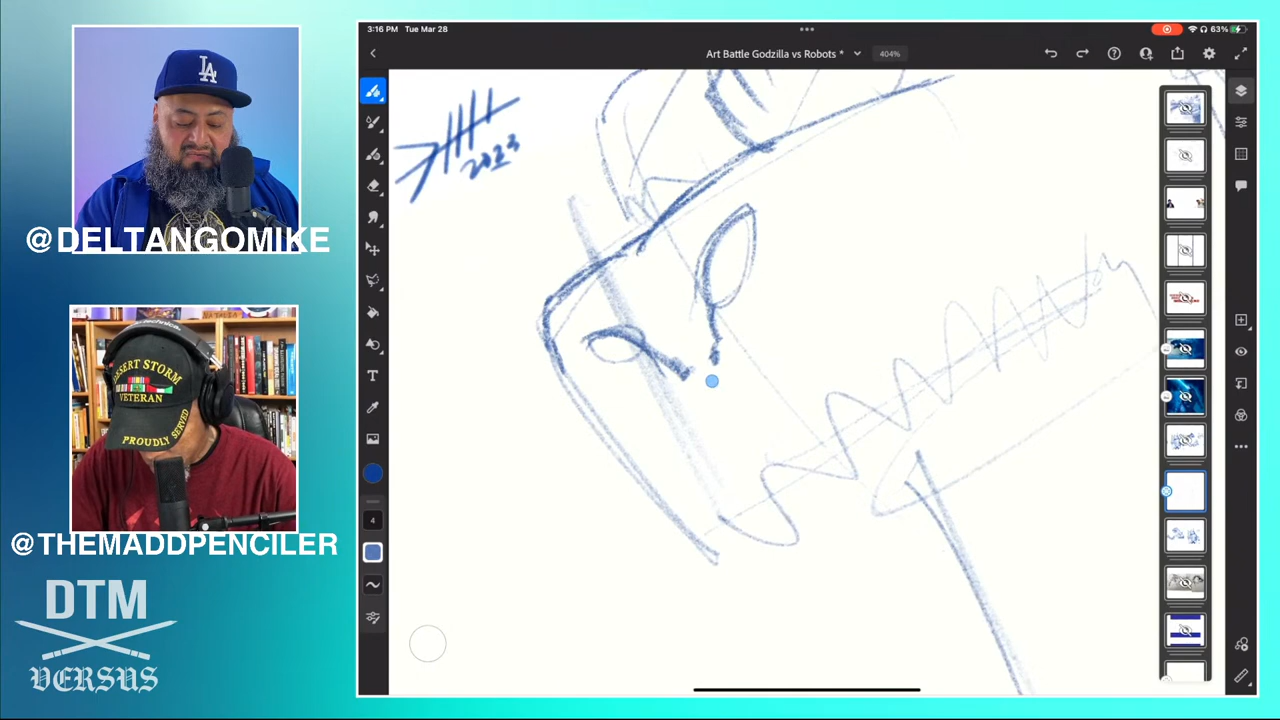 3:16 PM Tue Mar 28
63%
Art Battle Godzilla vs Robots *
404%
LA
@DELTANGOMIKE
2023
DESERT STORM
VETERAN
PROUDLY SERVED
@THEMADDPENCILER
DTM
VERSUS
T
4